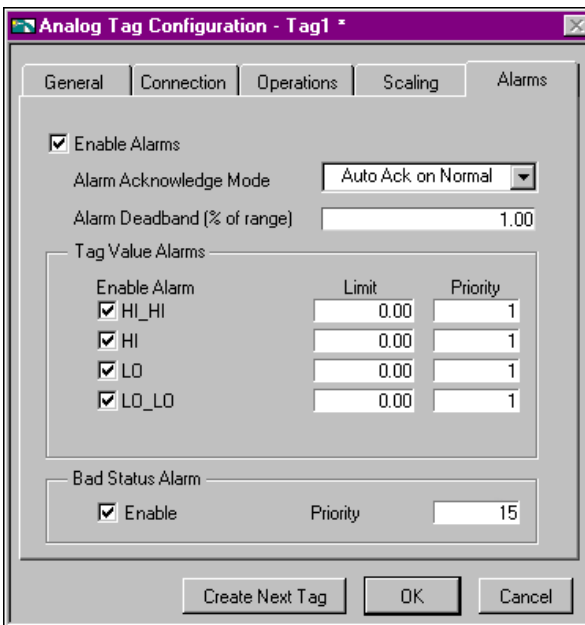 Analog Tag Configuration - Tag1 *
General Connection Operations Scaling Alarms
Enable Alarms
Alarm Acknowledge Mode Auto Ack on Normal
Alarm Deadband (% of range) 1.00
Tag Value Alarms
Enable Alarm Limit Priority
HI_HI 0.00 1
HI 0.00 1
LO 0.00 1
LO_LO 0.00 1
Bad Status Alarm
Enable Priority 15
Create Next Tag OK Cancel